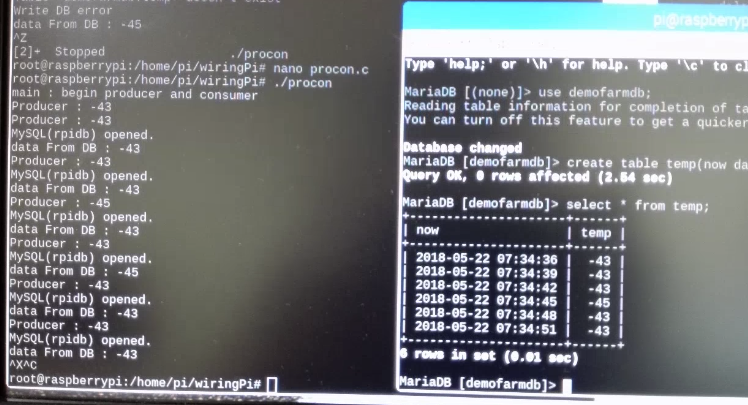 Write DB error
data From DB : -45
^Z
[2]+  Stopped                 ./procon
root@raspberrypi:/home/pi/wiringPi# nano procon.c
root@raspberrypi:/home/pi/wiringPi# ./procon
main : begin producer and consumer
Producer : -43
Producer : -43
MySQL(rpidb) opened.
data From DB : -43
Producer : -43
MySQL(rpidb) opened.
data From DB : -43
Producer : -45
MySQL(rpidb) opened.
data From DB : -43
Producer : -43
MySQL(rpidb) opened.
data From DB : -45
Producer : -43
MySQL(rpidb) opened.
data From DB : -43
Producer : -43
MySQL(rpidb) opened.
data From DB : -43
^X^C
root@raspberrypi:/home/pi/wiringPi#
pi@raspberryp
Type 'help;' or '\h' for help. Type '\c' to cl
MariaDB [(none)]> use demofarmdb;
Reading table information for completion of ta
You can turn off this feature to get a quicker
Database changed
MariaDB [demofarmdb]> create table temp(now da
Query OK, 0 rows affected (2.54 sec)
MariaDB [demofarmdb]> select * from temp;
+---------------------+------+
| now                 | temp |
+---------------------+------+
| 2018-05-22 07:34:36 |  -43 |
| 2018-05-22 07:34:39 |  -43 |
| 2018-05-22 07:34:42 |  -43 |
| 2018-05-22 07:34:45 |  -45 |
| 2018-05-22 07:34:48 |  -43 |
| 2018-05-22 07:34:51 |  -43 |
+---------------------+------+
6 rows in set (0.01 sec)
MariaDB [demofarmdb]>